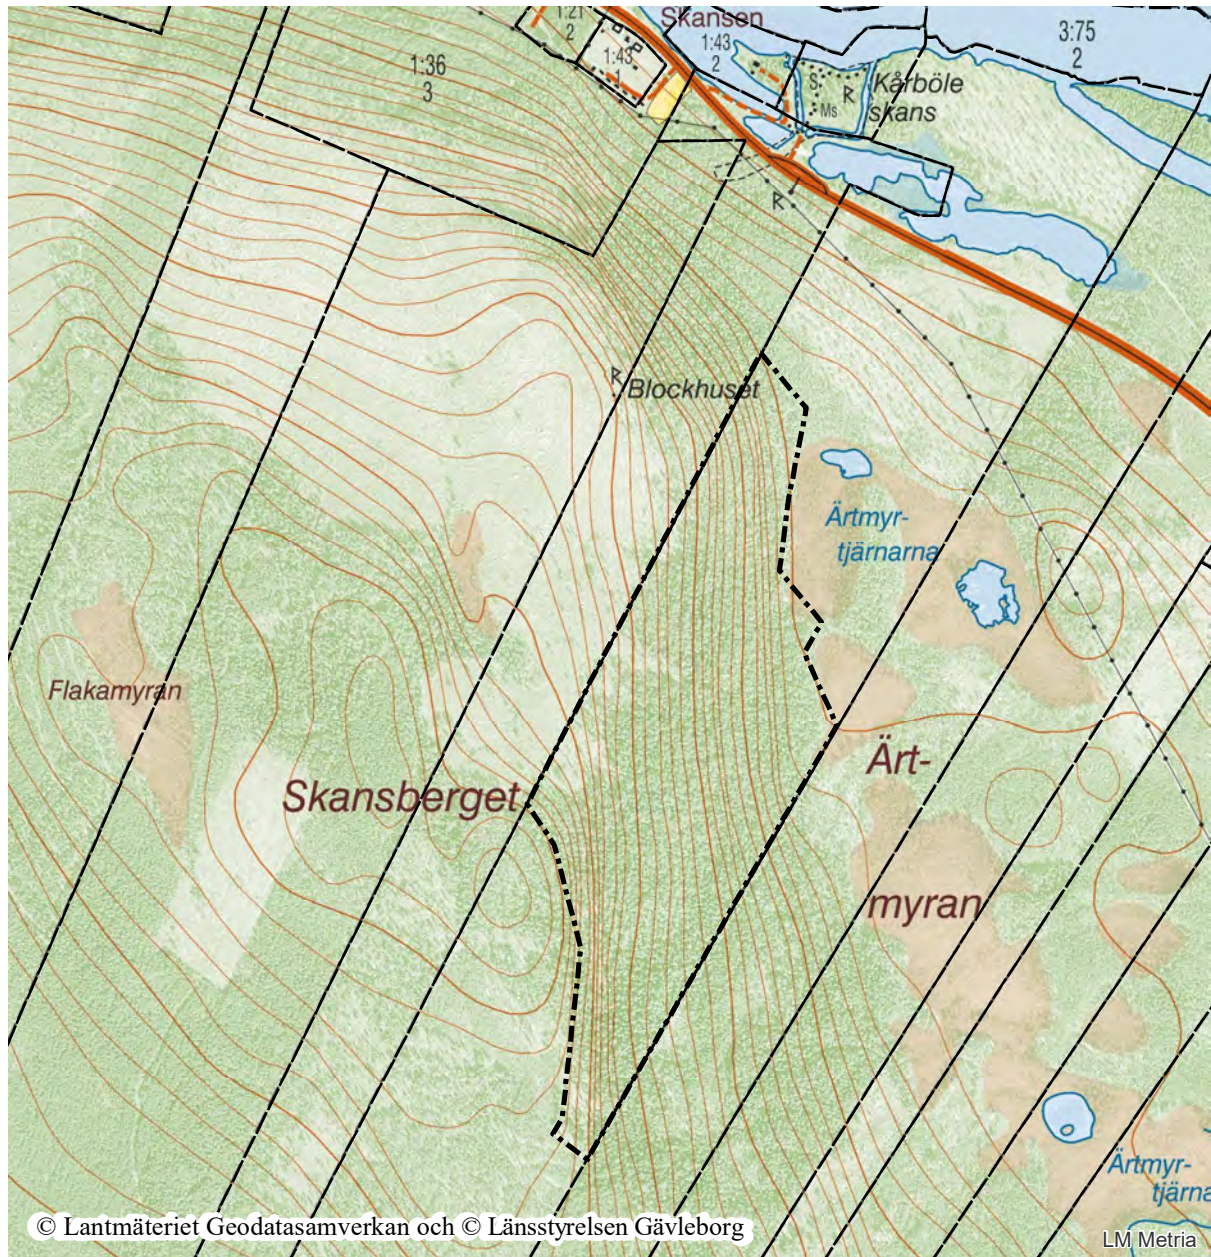 1:21
2
Skansen
1:43
2
3:75
2
1:36
3
1:43
1
S
Ms
R
Kårböle
skans
R
R
Blockhuset
Ärtmyr-
tjärnarna
Flakamyran
Skansberget
Ärt-
myran
Ärtmyr-
tjärna
© Lantmäteriet Geodatasamverkan och © Länsstyrelsen Gävleborg
LM Metria